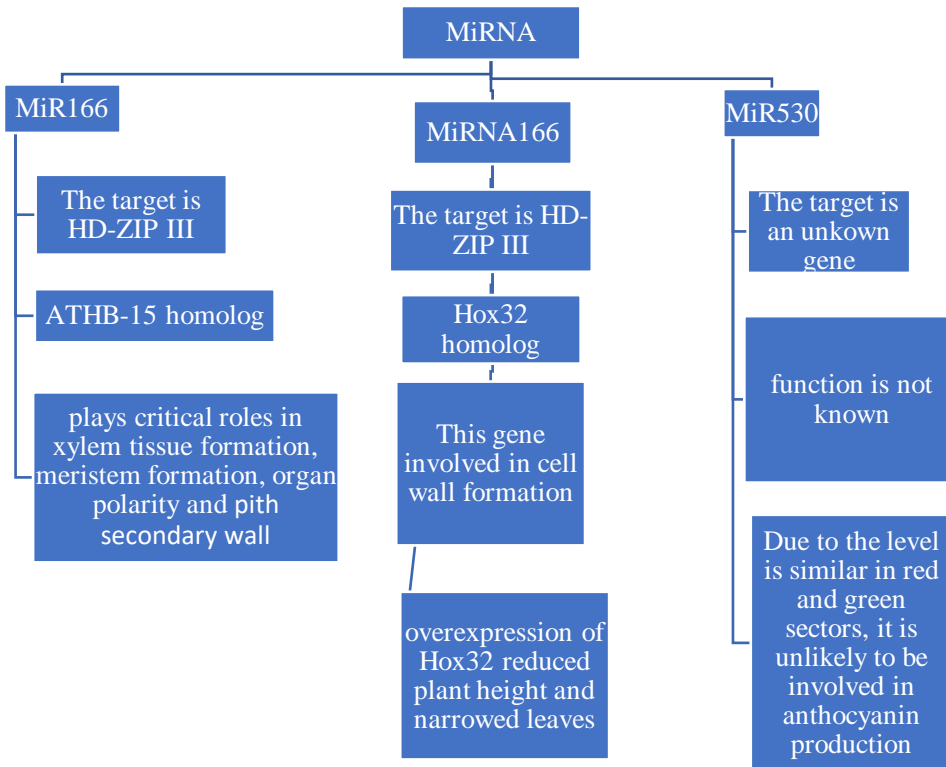 MiRNA
MiR166
The target is
HD-ZIP III
ATHB-15 homolog
plays critical roles in
xylem tissue formation,
meristem formation, organ
polarity and pith
secondary wall
MiRNA166
The target is HD-
ZIP III
Hox32
homolog
This gene
involved in cell
wall formation
overexpression of
Hox32 reduced
plant height and
narrowed leaves
MiR530
The target is
an unkown
gene
function is not
known
Due to the level
is similar in red
and green
sectors, it is
unlikely to be
involved in
anthocyanin
production